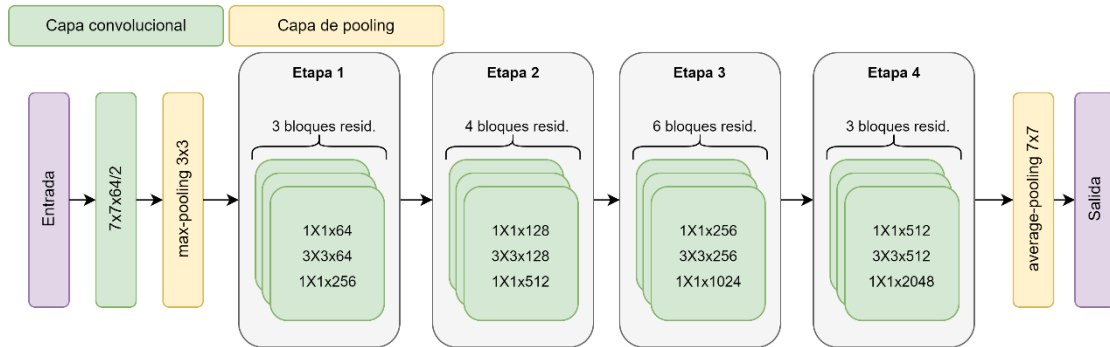 Capa convolucional
Capa de pooling
Entrada
7x7x64/2
max-pooling 3x3
Etapa 1
3 bloques resid.
1X1x64
3X3x64
1X1x256
Etapa 2
4 bloques resid.
1X1x128
3X3x128
1X1x512
Etapa 3
6 bloques resid.
1X1x256
3X3x256
1X1x1024
Etapa 4
3 bloques resid.
1X1x512
3X3x512
1X1x2048
average-pooling 7x7
Salida